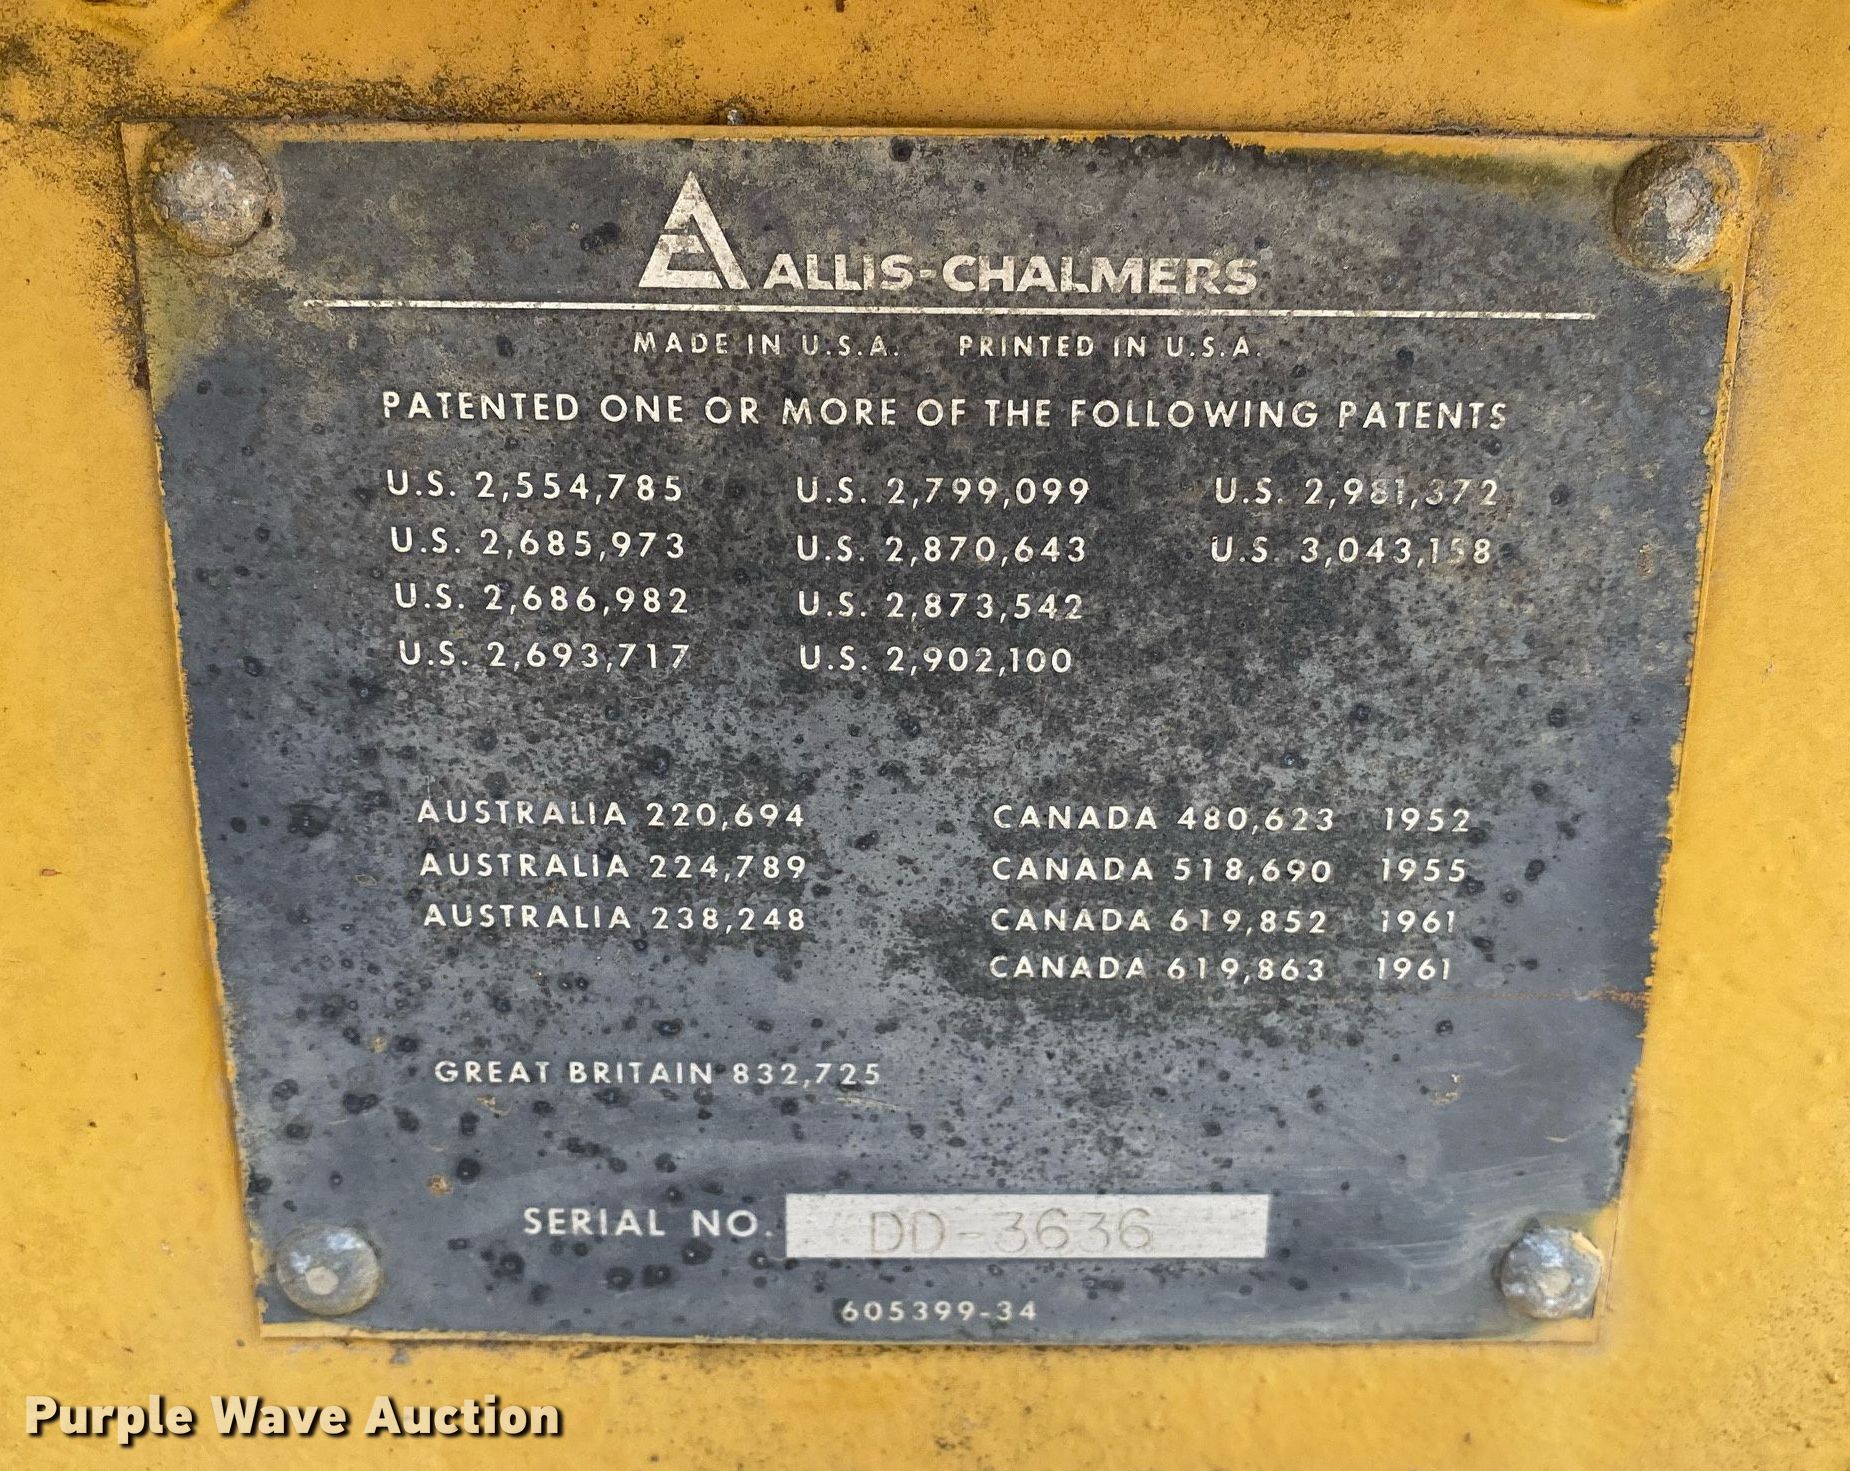 ALLIS-CHALMERS
MADE IN U.S.A. PRINTED IN U.S.A.
PATENTED ONE OR MORE OF THE FOLLOWING PATENTS
U.S. 2,554,785 U.S. 2,799,099 U.S. 2,981,372
U.S. 2,685,973 U.S. 2,870,643 U.S. 3,043,158
U.S. 2,686,982 U.S. 2,873,542
U.S. 2,693,717 U.S. 2,902,100
AUSTRALIA 220,694 CANADA 480,623 1952
AUSTRALIA 224,789 CANADA 518,690 1955
AUSTRALIA 238,248 CANADA 619,852 1961
CANADA 619,863 1961
GREAT BRITAIN 832,725
SERIAL NO. DD-3636
605399-34
Purple Wave Auction